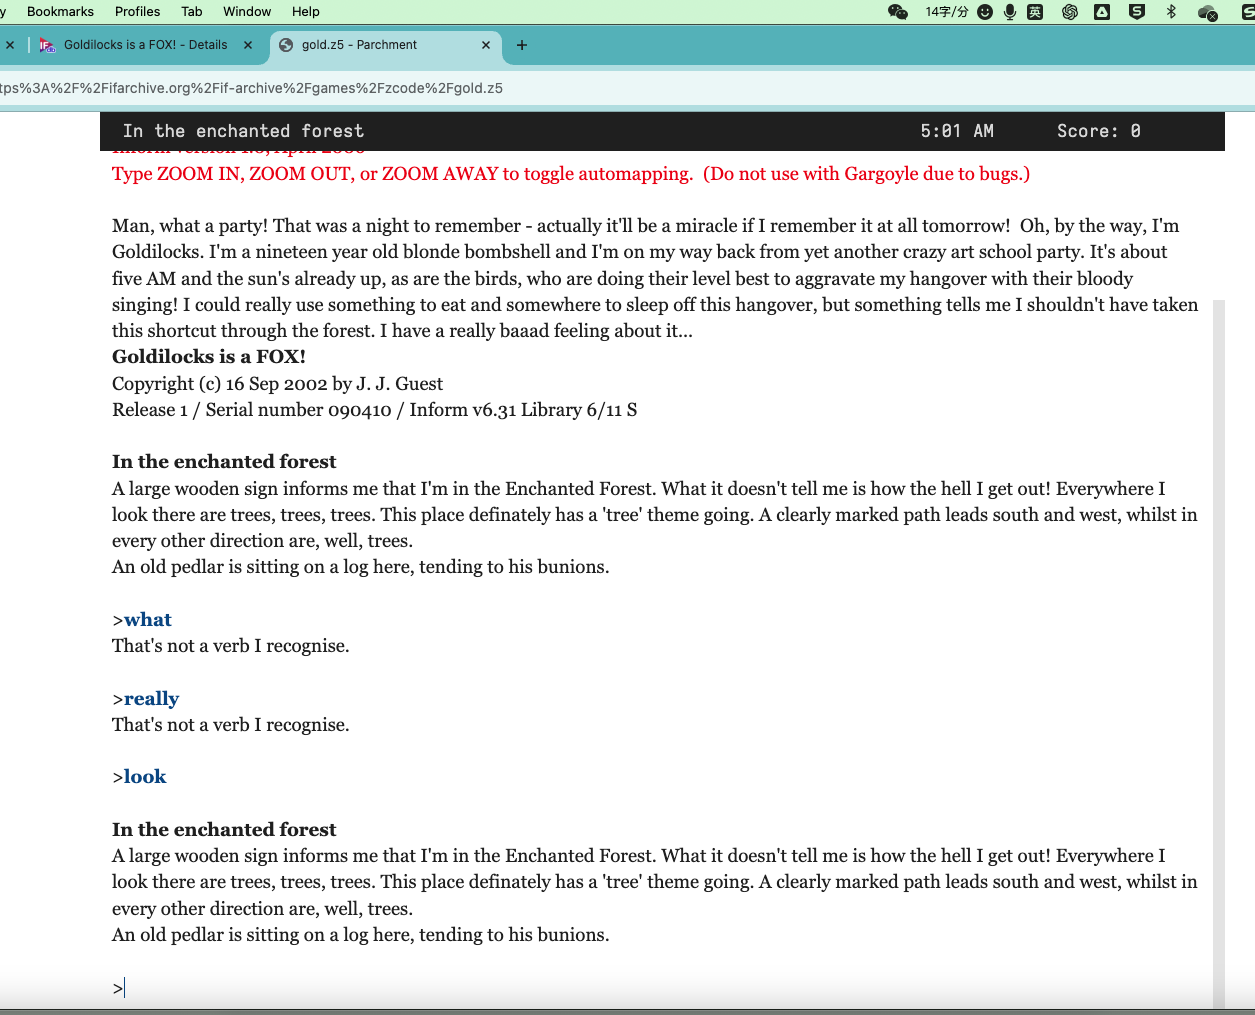 y Bookmarks Profiles Tab Window Help 14字/分 英
Goldilocks is a FOX! - Details gold.z5 - Parchment
tps%3A%2F%2Fifarchive.org%2Fif-archive%2Fgames%2Fzcode%2Fgold.z5
In the enchanted forest 5:01 AM Score: 0
Type ZOOM IN, ZOOM OUT, or ZOOM AWAY to toggle automapping. (Do not use with Gargoyle due to bugs.)
Man, what a party! That was a night to remember - actually it'll be a miracle if I remember it at all tomorrow! Oh, by the way, I'm
Goldilocks. I'm a nineteen year old blonde bombshell and I'm on my way back from yet another crazy art school party. It's about
five AM and the sun's already up, as are the birds, who are doing their level best to aggravate my hangover with their bloody
singing! I could really use something to eat and somewhere to sleep off this hangover, but something tells me I shouldn't have taken
this shortcut through the forest. I have a really baaad feeling about it...
Goldilocks is a FOX!
Copyright (c) 16 Sep 2002 by J. J. Guest
Release 1 / Serial number 090410 / Inform v6.31 Library 6/11 S
In the enchanted forest
A large wooden sign informs me that I'm in the Enchanted Forest. What it doesn't tell me is how the hell I get out! Everywhere I
look there are trees, trees, trees. This place definately has a 'tree' theme going. A clearly marked path leads south and west, whilst in
every other direction are, well, trees.
An old pedlar is sitting on a log here, tending to his bunions.
>what
That's not a verb I recognise.
>really
That's not a verb I recognise.
>look
In the enchanted forest
A large wooden sign informs me that I'm in the Enchanted Forest. What it doesn't tell me is how the hell I get out! Everywhere I
look there are trees, trees, trees. This place definately has a 'tree' theme going. A clearly marked path leads south and west, whilst in
every other direction are, well, trees.
An old pedlar is sitting on a log here, tending to his bunions.
>